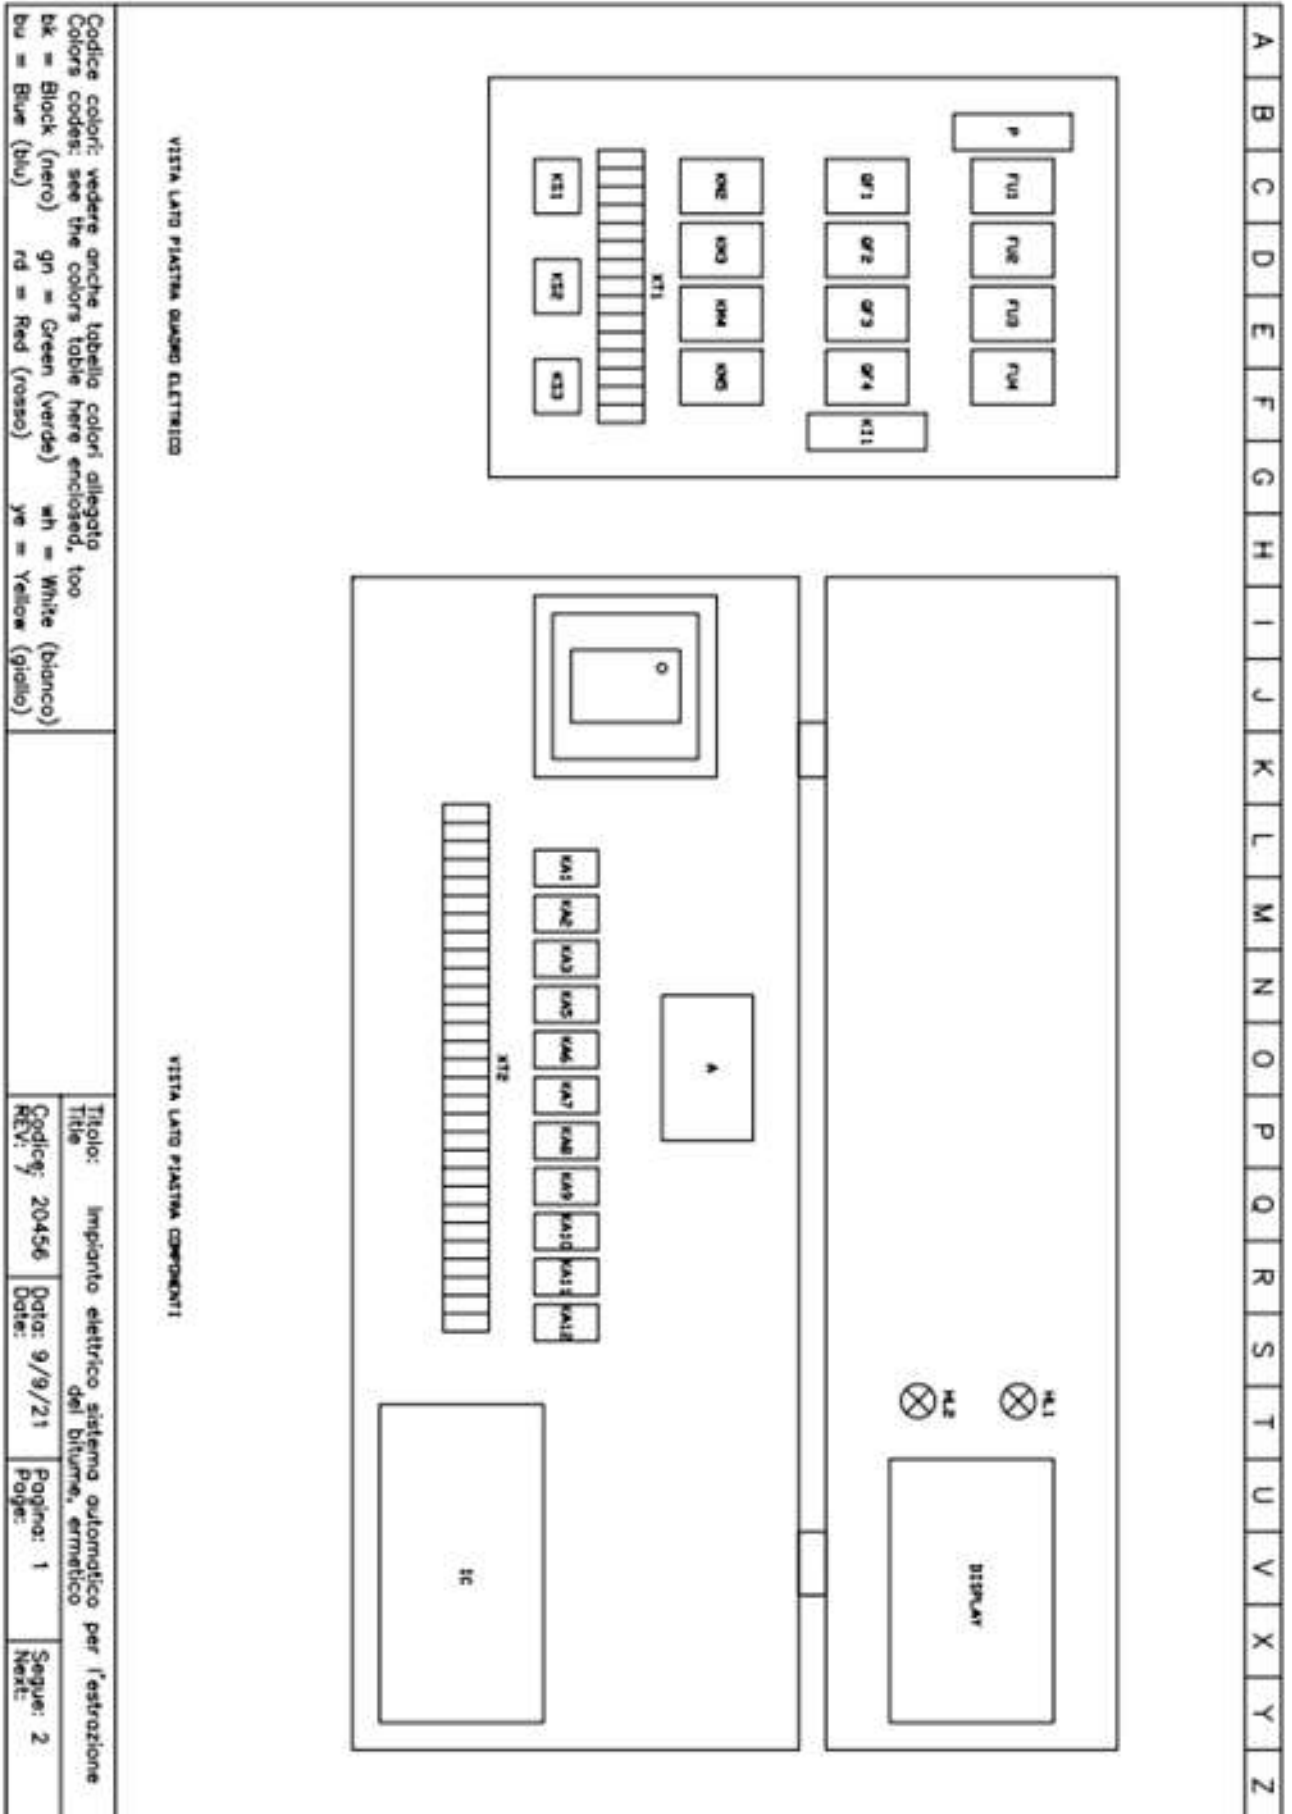 A B C D E F G H I J K L M N O P Q R S T U V X Y Z
P
FU1 FU2 FU3 FU4
QF1 QF2 QF3 QF4
KI1
KM2 KM3 KM4 KM5
XT1
KS1 KS2 KS3
VISTA LATO PIASTRA QUADRO ELETTRICO
HL1
HL2
DISPLAY
A
KA1 KA2 KA3 KA5 KA6 KA7 KA8 KA9 KA10 KA11 KA12
XT2
IC
VISTA LATO PIASTRA COMPONENTI
Codice colori: vedere anche tabella colori allegata
Colors codes: see the colors table here enclosed, too
bk = Black (nero) gn = Green (verde) wh = White (bianco)
bu = Blue (blu) rd = Red (rosso) ye = Yellow (giallo)
Titolo: Impianto elettrico sistema automatico per l'estrazione
Title del bitume, ermetico
Codice: 20456 Data: 9/9/21 Pagina: 1 Segue: 2
REV: 7 Date: Page: Next: